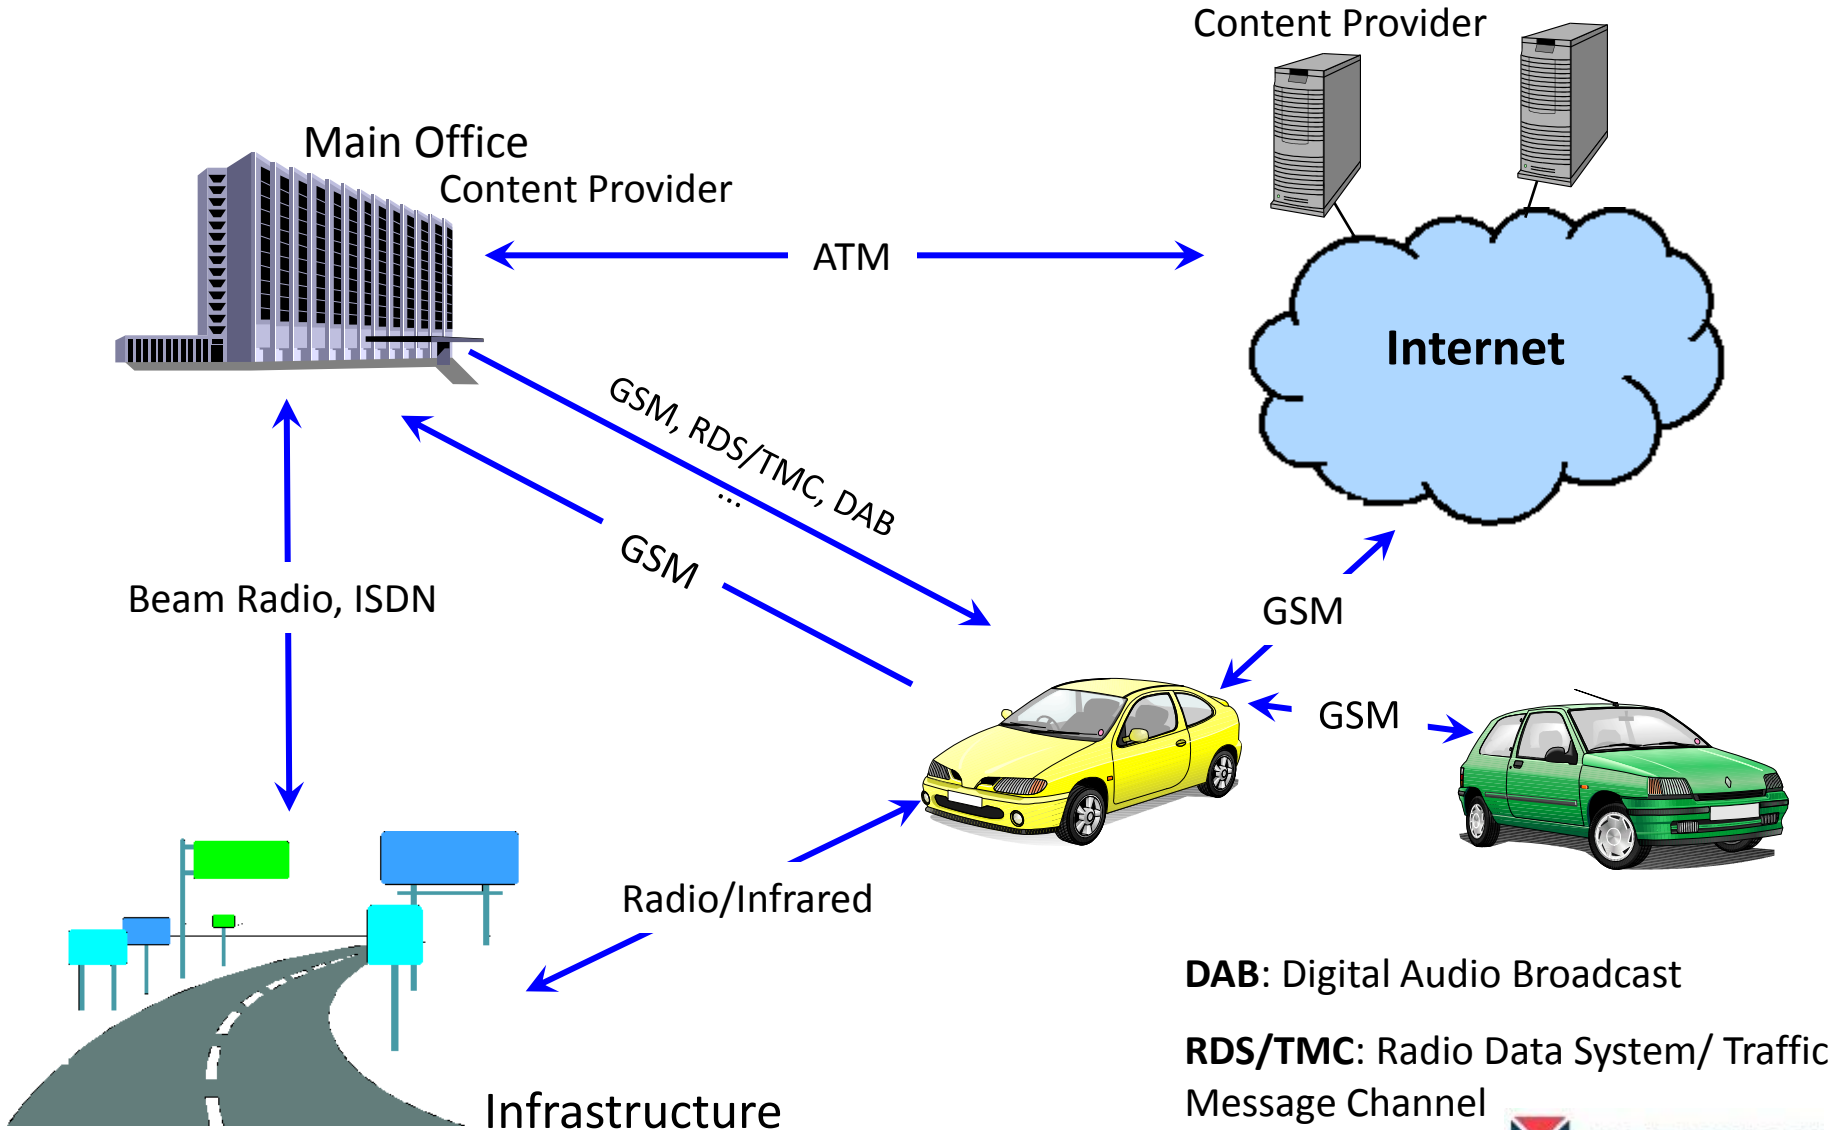 Content Provider
Main Office
Content Provider
ATM
Internet
GSM, RDS/TMC, DAB
...
GSM
Beam Radio, ISDN
GSM
GSM
Radio/Infrared
DAB: Digital Audio Broadcast
RDS/TMC: Radio Data System/ Traffic
Message Channel
Infrastructure